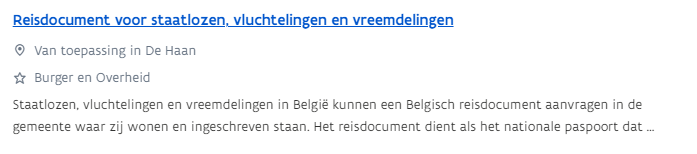 Reisdocument voor staatlozen, vluchtelingen en vreemdelingen
Van toepassing in De Haan
Burger en Overheid
Staatlozen, vluchtelingen en vreemdelingen in België kunnen een Belgisch reisdocument aanvragen in de
gemeente waar zij wonen en ingeschreven staan. Het reisdocument dient als het nationale paspoort dat ...